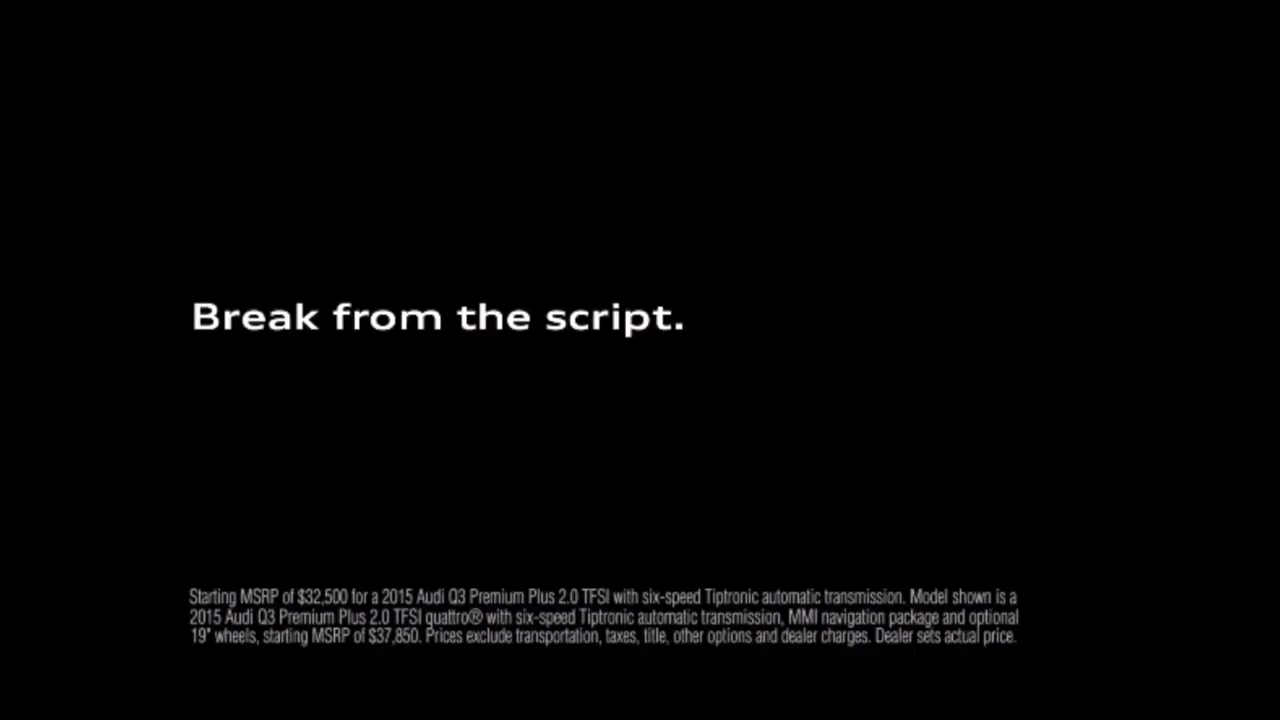 Break from the script.
Starting MSRP of $32,500 for a 2015 Audi Q3 Premium Plus 2.0 TFSI with six-speed Tiptronic automatic transmission. Model shown is a
2015 Audi Q3 Premium Plus 2.0 TFSI quattro® with six-speed Tiptronic automatic transmission, MMI navigation package and optional
19" wheels, starting MSRP of $37,850. Prices exclude transportation, taxes, title, other options and dealer charges. Dealer sets actual price.